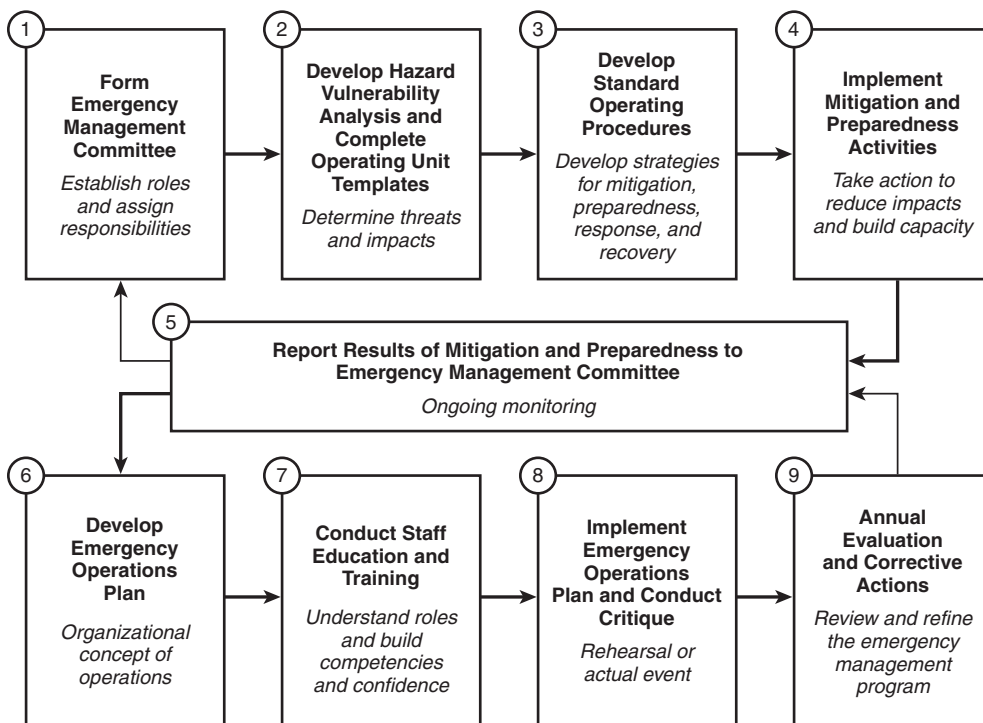 1
Form
Emergency
Management
Committee
Establish roles
and assign
responsibilities
2
Develop Hazard
Vulnerability
Analysis and
Complete
Operating Unit
Templates
Determine threats
and impacts
3
Develop
Standard
Operating
Procedures
Develop strategies
for mitigation,
preparedness,
response, and
recovery
4
Implement
Mitigation and
Preparedness
Activities
Take action to
reduce impacts
and build capacity
5
Report Results of Mitigation and Preparedness to
Emergency Management Committee
Ongoing monitoring
6
Develop
Emergency
Operations
Plan
Organizational
concept of
operations
7
Conduct Staff
Education and
Training
Understand roles
and build
competencies
and confidence
8
Implement
Emergency
Operations
Plan and Conduct
Critique
Rehearsal or
actual event
9
Annual
Evaluation
and Corrective
Actions
Review and refine
the emergency
management
program